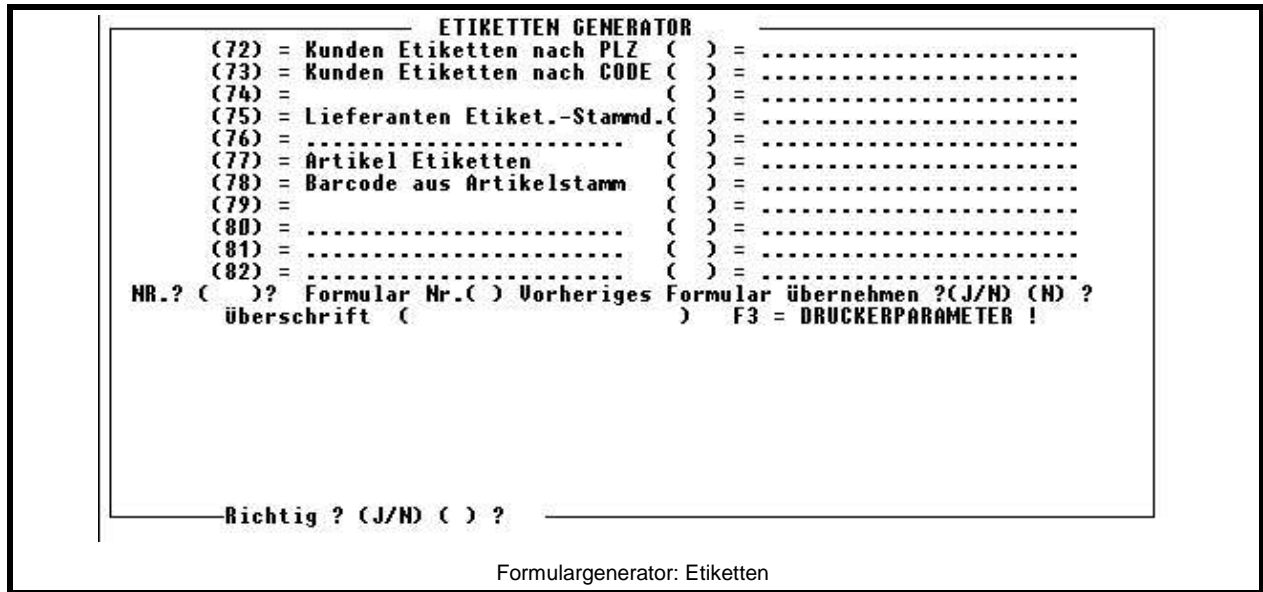 ETIKETTEN GENERATOR
(72) = Kunden Etiketten nach PLZ ( ) = ........................
(73) = Kunden Etiketten nach CODE ( ) = ........................
(74) = ( ) = ........................
(75) = Lieferanten Etiket.-Stammd.( ) = ........................
(76) = ........................ ( ) = ........................
(77) = Artikel Etiketten ( ) = ........................
(78) = Barcode aus Artikelstamm ( ) = ........................
(79) = ( ) = ........................
(80) = ........................ ( ) = ........................
(81) = ........................ ( ) = ........................
(82) = ........................ ( ) = ........................
NR.? ( )? Formular Nr.( ) Vorheriges Formular übernehmen ?(J/N) (N) ?
Überschrift ( ) F3 = DRUCKERPARAMETER !
Richtig ? (J/N) ( ) ?
Formulargenerator: Etiketten